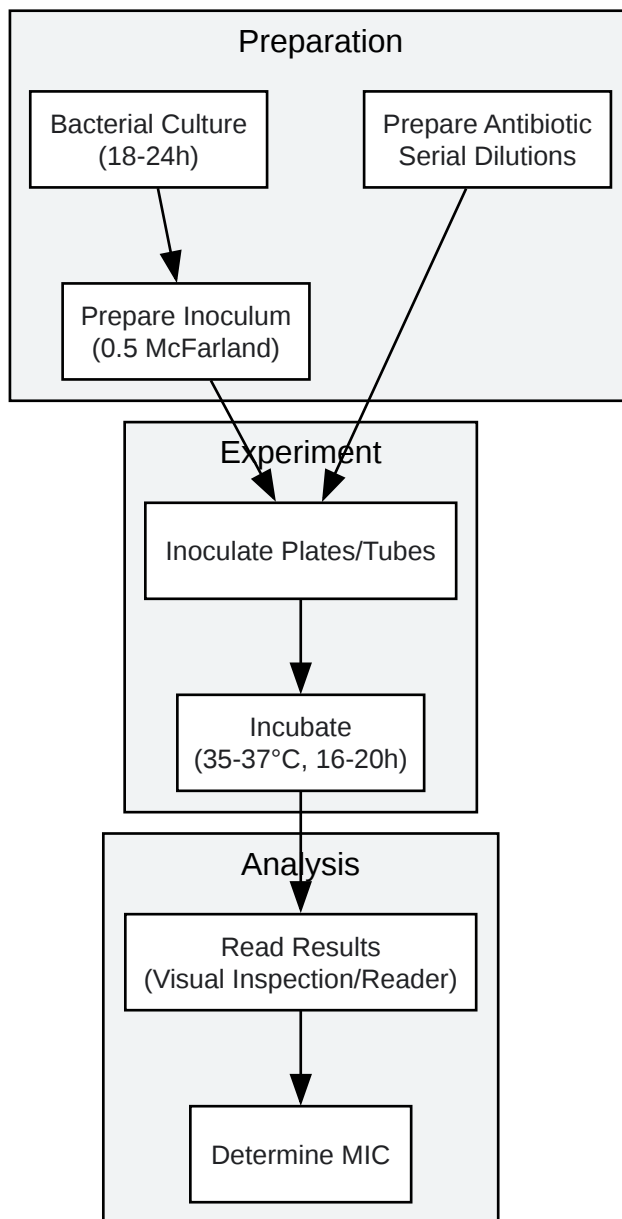 Preparation
Bacterial Culture
(18-24h)
Prepare Antibiotic
Serial Dilutions
Prepare Inoculum
(0.5 McFarland)
Experiment
Inoculate Plates/Tubes
Incubate
(35-37°C, 16-20h)
Analysis
Read Results
(Visual Inspection/Reader)
Determine MIC